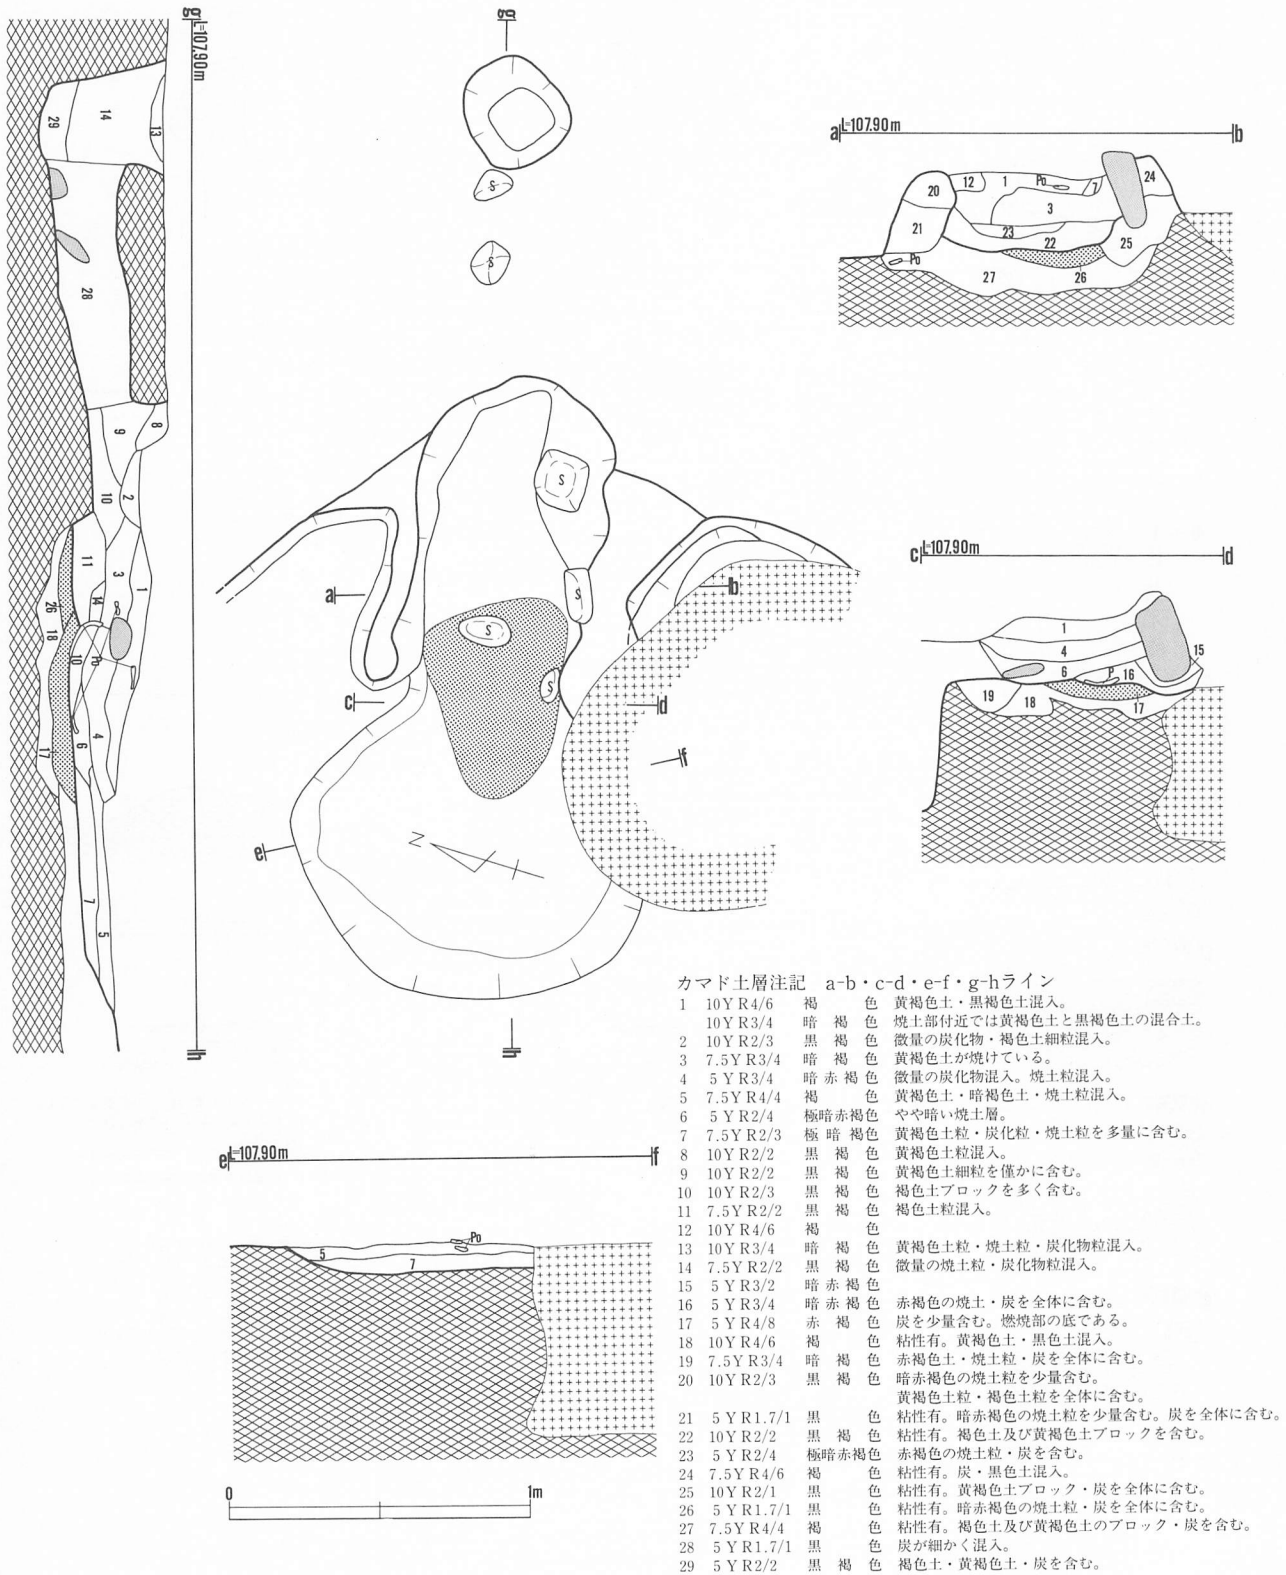 g
L=107.90m
29
14
13
28
9
8
10
2
11
3
1
14
26
18
10
Po
4
6
17
7
5
h
g
S
S
S
S
S
S
a
b
c
d
e
f
N
h
a
L=107.90m
b
20
12
1
Po
7
24
3
21
23
22
25
Po
27
26
c
L=107.90m
d
1
4
15
6
P
16
19
18
17
e
L=107.90m
f
Po
5
7
0
1m
カマド土層注記 a-b・c-d・e-f・g-hライン
1 10YR4/6 褐色 黄褐色土・黒褐色土混入。
10YR3/4 暗褐色 焼土部付近では黄褐色土と黒褐色土の混合土。
2 10YR2/3 黒褐色 微量の炭化物・褐色土細粒混入。
3 7.5YR3/4 暗褐色 黄褐色土が焼けている。
4 5YR3/4 暗赤褐色 微量の炭化物混入。焼土粒混入。
5 7.5YR4/4 褐色 黄褐色土・暗褐色土・焼土粒混入。
6 5YR2/4 極暗赤褐色 やや暗い焼土層。
7 7.5YR2/3 極暗褐色 黄褐色土粒・炭化粒・焼土粒を多量に含む。
8 10YR2/2 黒褐色 黄褐色土粒混入。
9 10YR2/2 黒褐色 黄褐色土細粒を僅かに含む。
10 10YR2/3 黒褐色 褐色土ブロックを多く含む。
11 7.5YR2/2 黒褐色 褐色土粒混入。
12 10YR4/6 褐色
13 10YR3/4 暗褐色 黄褐色土粒・焼土粒・炭化物粒混入。
14 7.5YR2/2 黒褐色 微量の焼土粒・炭化物粒混入。
15 5YR3/2 暗赤褐色
16 5YR3/4 暗赤褐色 赤褐色の焼土・炭を全体に含む。
17 5YR4/8 赤褐色 炭を少量含む。燃焼部の底である。
18 10YR4/6 褐色 粘性有。黄褐色土・黒色土混入。
19 7.5YR3/4 暗褐色 赤褐色土・焼土粒・炭を全体に含む。
20 10YR2/3 黒褐色 暗赤褐色の焼土粒を少量含む。
黄褐色土粒・褐色土粒を全体に含む。
21 5YR1.7/1 黒色 粘性有。暗赤褐色の焼土粒を少量含む。炭を全体に含む。
22 10YR2/2 黒褐色 粘性有。褐色土及び黄褐色土ブロックを含む。
23 5YR2/4 極暗赤褐色 赤褐色の焼土粒・炭を含む。
24 7.5YR4/6 褐色 粘性有。炭・黒色土混入。
25 10YR2/1 黒色 粘性有。黄褐色土ブロック・炭を全体に含む。
26 5YR1.7/1 黒色 粘性有。暗赤褐色の焼土粒・炭を全体に含む。
27 7.5YR4/4 褐色 粘性有。褐色土及び黄褐色土のブロック・炭を含む。
28 5YR1.7/1 黒色 炭が細かく混入。
29 5YR2/2 黒褐色 褐色土・黄褐色土・炭を含む。